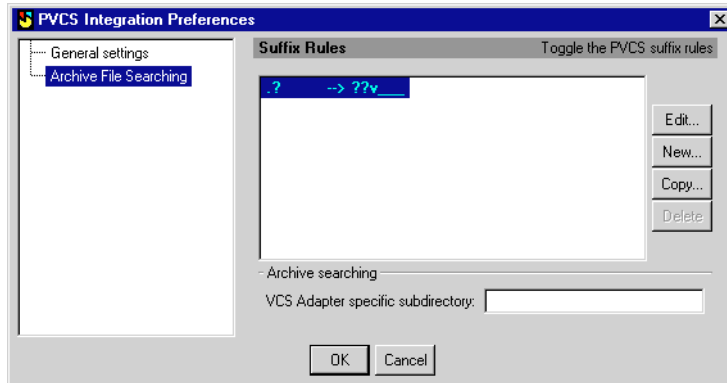 PVCS Integration Preferences
General settings
Archive File Searching
Suffix Rules Toggle the PVCS suffix rules
.? --> ??v___
Edit...
New...
Copy...
Delete
Archive searching
VCS Adapter specific subdirectory:
OK Cancel